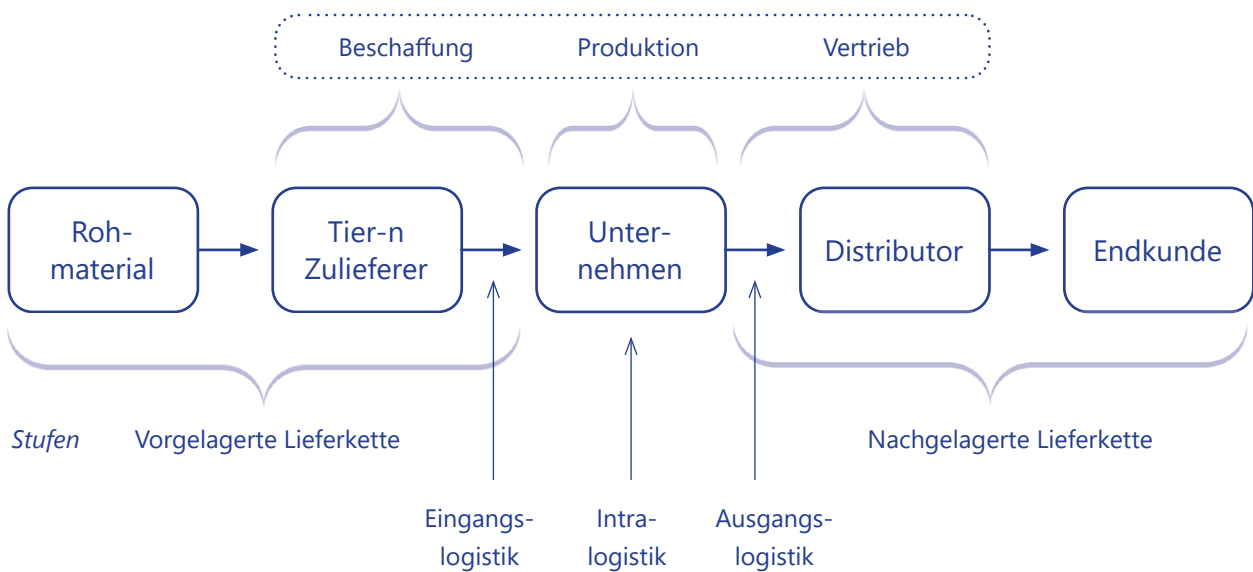 Beschaffung Produktion Vertrieb
Roh-
material
Tier-n
Zulieferer
Unter-
nehmen
Distributor
Endkunde
Stufen Vorgelagerte Lieferkette Nachgelagerte Lieferkette
Eingangs-
logistik
Intra-
logistik
Ausgangs-
logistik